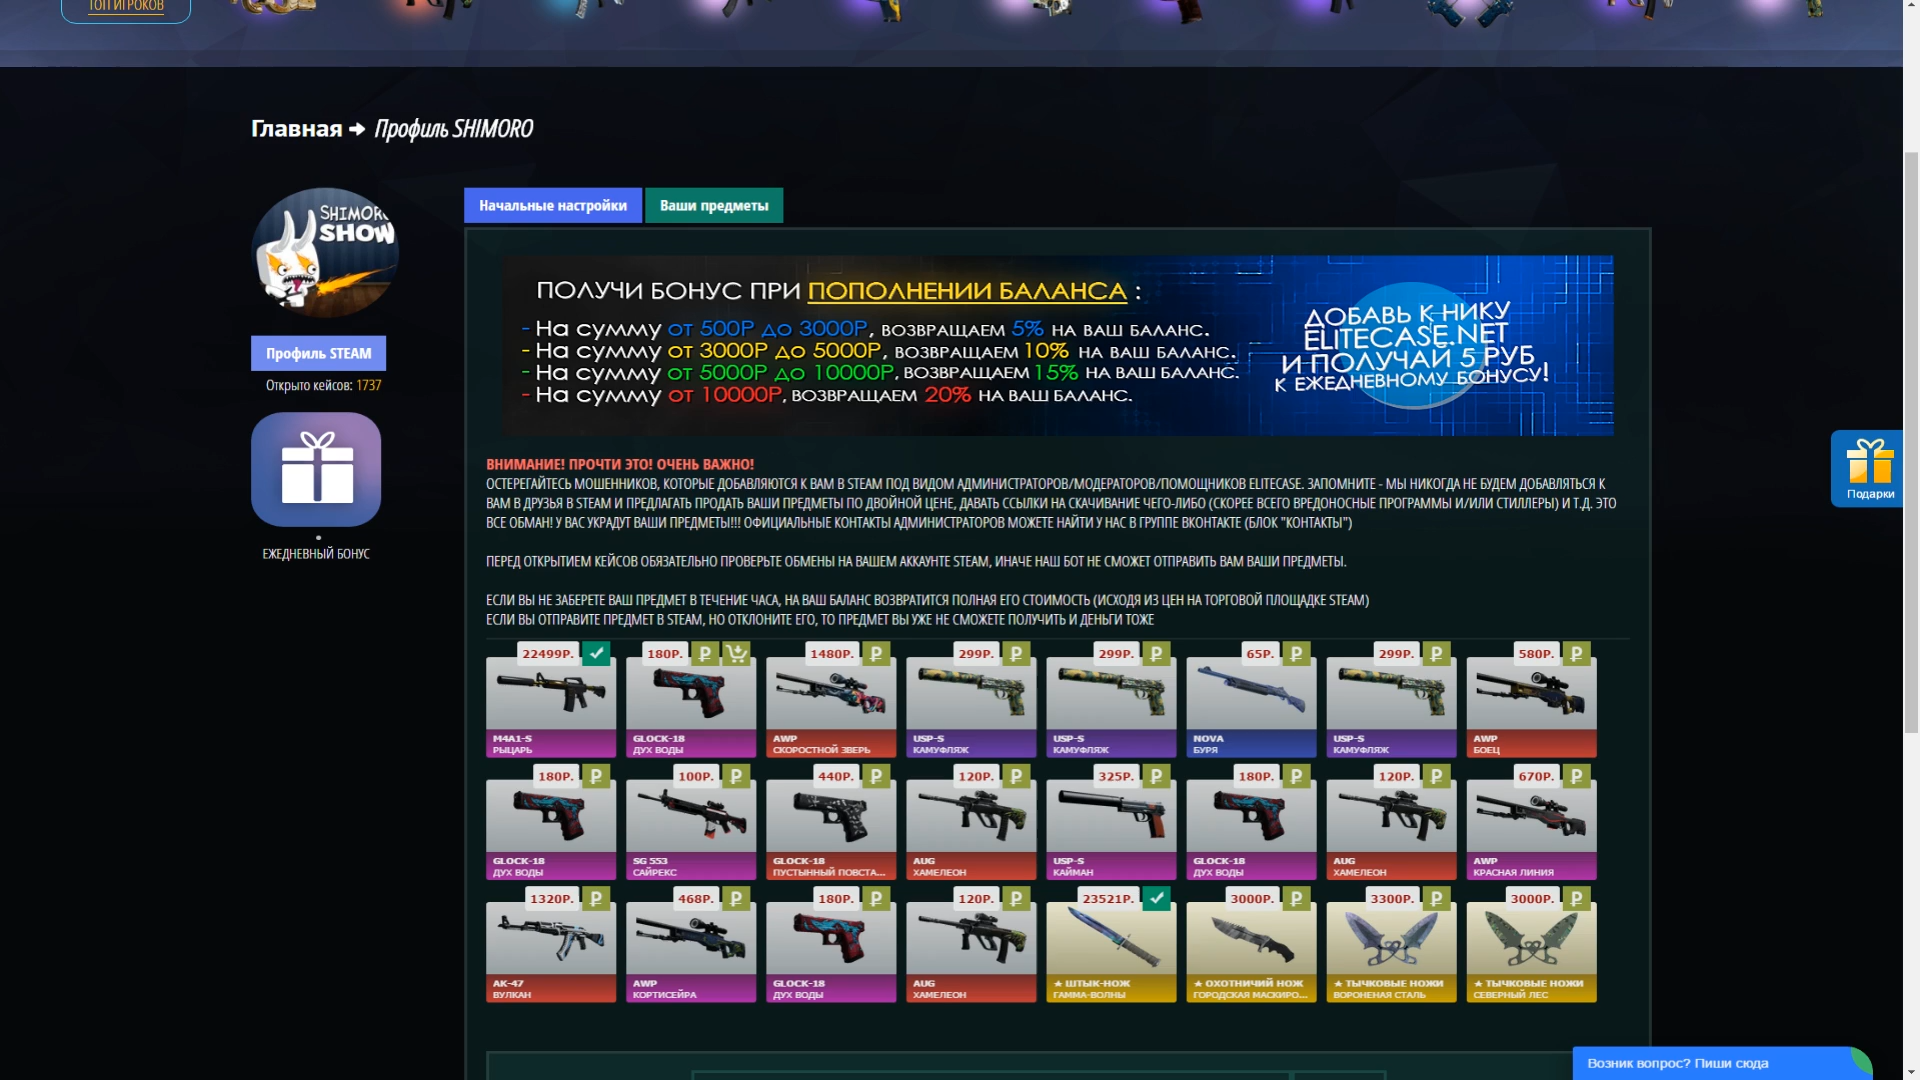 ТОП ИГРОКОВ
Главная ➜ Профиль SHIMORO
SHIMORO
SHOW
Начальные настройки
Ваши предметы
Профиль STEAM
Открыто кейсов: 1737
ЕЖЕДНЕВНЫЙ БОНУС
ПОЛУЧИ БОНУС ПРИ ПОПОЛНЕНИИ БАЛАНСА :
- На сумму от 500Р до 3000Р, ВОЗВРАЩАЕМ 5% НА ВАШ БАЛАНС.
- На сумму от 3000Р до 5000Р, ВОЗВРАЩАЕМ 10% НА ВАШ БАЛАНС.
- На сумму от 5000Р до 10000Р, ВОЗВРАЩАЕМ 15% НА ВАШ БАЛАНС.
- На сумму от 10000Р, ВОЗВРАЩАЕМ 20% НА ВАШ БАЛАНС.
ДОБАВЬ К НИКУ
ELITECASE.NET
И ПОЛУЧАЙ 5 РУБ
К ЕЖЕДНЕВНОМУ БОНУСУ!
Подарки
ВНИМАНИЕ! ПРОЧТИ ЭТО! ОЧЕНЬ ВАЖНО!
ОСТЕРЕГАЙТЕСЬ МОШЕННИКОВ, КОТОРЫЕ ДОБАВЛЯЮТСЯ К ВАМ В STEAM ПОД ВИДОМ АДМИНИСТРАТОРОВ/МОДЕРАТОРОВ/ПОМОЩНИКОВ ELITECASE. ЗАПОМНИТЕ - МЫ НИКОГДА НЕ БУДЕМ ДОБАВЛЯТЬСЯ К
ВАМ В ДРУЗЬЯ В STEAM И ПРЕДЛАГАТЬ ПРОДАТЬ ВАШИ ПРЕДМЕТЫ ПО ДВОЙНОЙ ЦЕНЕ, ДАВАТЬ ССЫЛКИ НА СКАЧИВАНИЕ ЧЕГО-ЛИБО (СКОРЕЕ ВСЕГО ВРЕДОНОСНЫЕ ПРОГРАММЫ И/ИЛИ СТИЛЛЕРЫ) И Т.Д. ЭТО
ВСЕ ОБМАН! У ВАС УКРАДУТ ВАШИ ПРЕДМЕТЫ!!! ОФИЦИАЛЬНЫЕ КОНТАКТЫ АДМИНИСТРАТОРОВ МОЖЕТЕ НАЙТИ У НАС В ГРУППЕ ВКОНТАКТЕ (БЛОК "КОНТАКТЫ")
ПЕРЕД ОТКРЫТИЕМ КЕЙСОВ ОБЯЗАТЕЛЬНО ПРОВЕРЬТЕ ОБМЕНЫ НА ВАШЕМ АККАУНТЕ STEAM, ИНАЧЕ НАШ БОТ НЕ СМОЖЕТ ОТПРАВИТЬ ВАМ ВАШИ ПРЕДМЕТЫ.
ЕСЛИ ВЫ НЕ ЗАБЕРЕТЕ ВАШ ПРЕДМЕТ В ТЕЧЕНИЕ ЧАСА, НА ВАШ БАЛАНС ВОЗВРАТИТСЯ ПОЛНАЯ ЕГО СТОИМОСТЬ (ИСХОДЯ ИЗ ЦЕН НА ТОРГОВОЙ ПЛОЩАДКЕ STEAM)
ЕСЛИ ВЫ ОТПРАВИТЕ ПРЕДМЕТ В STEAM, НО ОТКЛОНИТЕ ЕГО, ТО ПРЕДМЕТ ВЫ УЖЕ НЕ СМОЖЕТЕ ПОЛУЧИТЬ И ДЕНЬГИ ТОЖЕ
22499Р. 180Р. ₽ 1480Р. ₽ 299Р. ₽ 299Р. ₽ 65Р. ₽ 299Р. ₽ 580Р. ₽
M4A1-S GLOCK-18 AWP USP-S USP-S NOVA USP-S AWP
РЫЦАРЬ ДУХ ВОДЫ СКОРОСТНОЙ ЗВЕРЬ КАМУФЛЯЖ КАМУФЛЯЖ БУРЯ КАМУФЛЯЖ БОЕЦ
180Р. ₽ 100Р. ₽ 440Р. ₽ 120Р. ₽ 325Р. ₽ 180Р. ₽ 120Р. ₽ 670Р. ₽
GLOCK-18 SG 553 GLOCK-18 AUG USP-S GLOCK-18 AUG AWP
ДУХ ВОДЫ САЙРЕКС ПУСТЫННЫЙ ПОВСТА... ХАМЕЛЕОН КАЙМАН ДУХ ВОДЫ ХАМЕЛЕОН КРАСНАЯ ЛИНИЯ
1320Р. ₽ 468Р. ₽ 180Р. ₽ 120Р. ₽ 23521Р. 3000Р. ₽ 3300Р. ₽ 3000Р. ₽
AK-47 AWP GLOCK-18 AUG ★ ШТЫК-НОЖ ★ ОХОТНИЧИЙ НОЖ ★ ТЫЧКОВЫЕ НОЖИ ★ ТЫЧКОВЫЕ НОЖИ
ВУЛКАН КОРТИСЕЙРА ДУХ ВОДЫ ХАМЕЛЕОН ГАММА-ВОЛНЫ ГОРОДСКАЯ МАСКИРО... ВОРОНЕНАЯ СТАЛЬ СЕВЕРНЫЙ ЛЕС
Возник вопрос? Пиши сюда